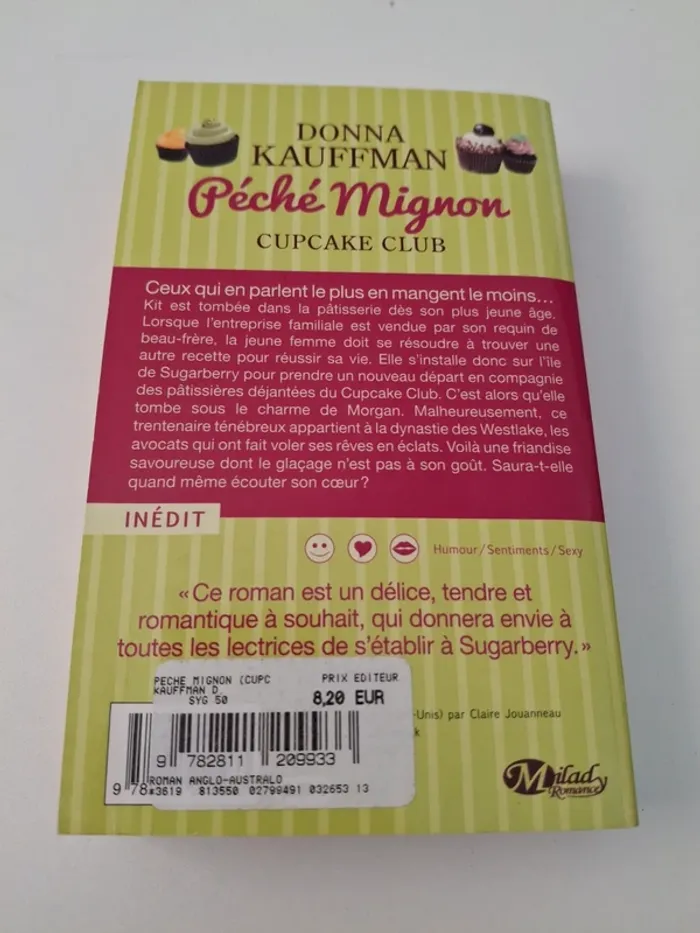 DONNA
KAUFFMAN
Péché Mignon
CUPCAKE CLUB
Ceux qui en parlent le plus en mangent le moins...
Kit est tombée dans la pâtisserie dès son plus jeune âge.
Lorsque l'entreprise familiale est vendue par son requin de
beau-frère, la jeune femme doit se résoudre à trouver une
autre recette pour réussir sa vie. Elle s'installe donc sur l'île
de Sugarberry pour prendre un nouveau départ en compagnie
des pâtissières déjantées du Cupcake Club. C'est alors qu'elle
tombe sous le charme de Morgan. Malheureusement, ce
trentenaire ténébreux appartient à la dynastie des Westlake, les
avocats qui ont fait voler ses rêves en éclats. Voilà une friandise
savoureuse dont le glaçage n'est pas à son goût. Saura-t-elle
quand même écouter son cœur ?
INÉDIT
Humour / Sentiments / Sexy
« Ce roman est un délice, tendre et
romantique à souhait, qui donnera envie à
toutes les lectrices de s'établir à Sugarberry. »
PECHE MIGNON (CUPC PRIX EDITEUR
KAUFFMAN D
SYG 50 8,20 EUR
-Unis) par Claire Jouanneau
k
9 782811 209933
9 78
ROMAN ANGLO-AUSTRALO
*3619 813550 02799491 032653 13
Milady
Romance